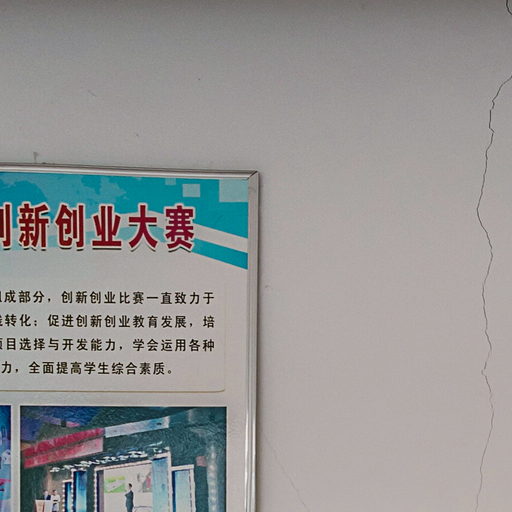 创新创业大赛
组成部分，创新创业比赛一直致力于
转化；促进创新创业教育发展，培
项目选择与开发能力，学会运用各种
力，全面提高学生综合素质。